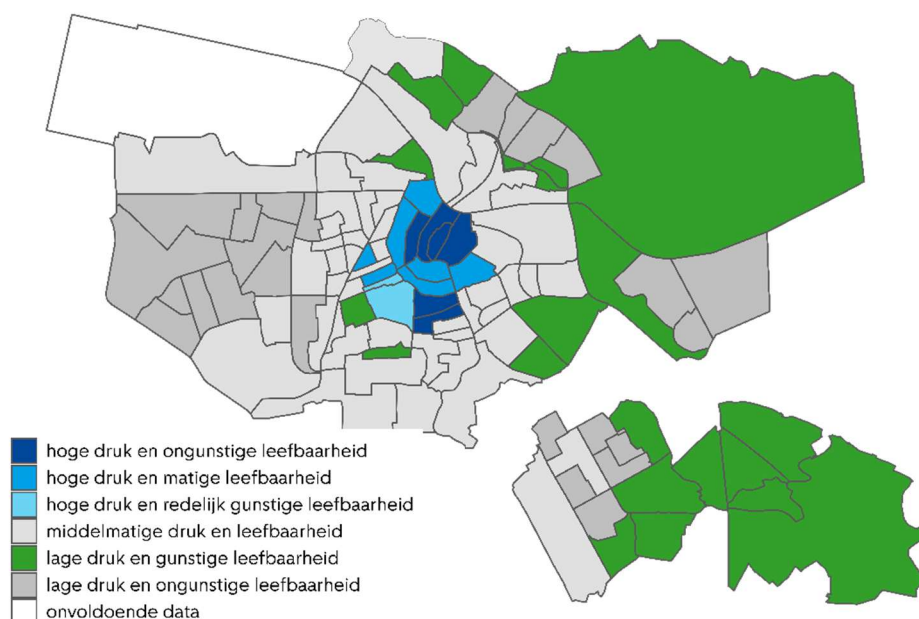 hoge druk en ongunstige leefbaarheid
hoge druk en matige leefbaarheid
hoge druk en redelijk gunstige leefbaarheid
middelmatige druk en leefbaarheid
lage druk en gunstige leefbaarheid
lage druk en ongunstige leefbaarheid
onvoldoende data